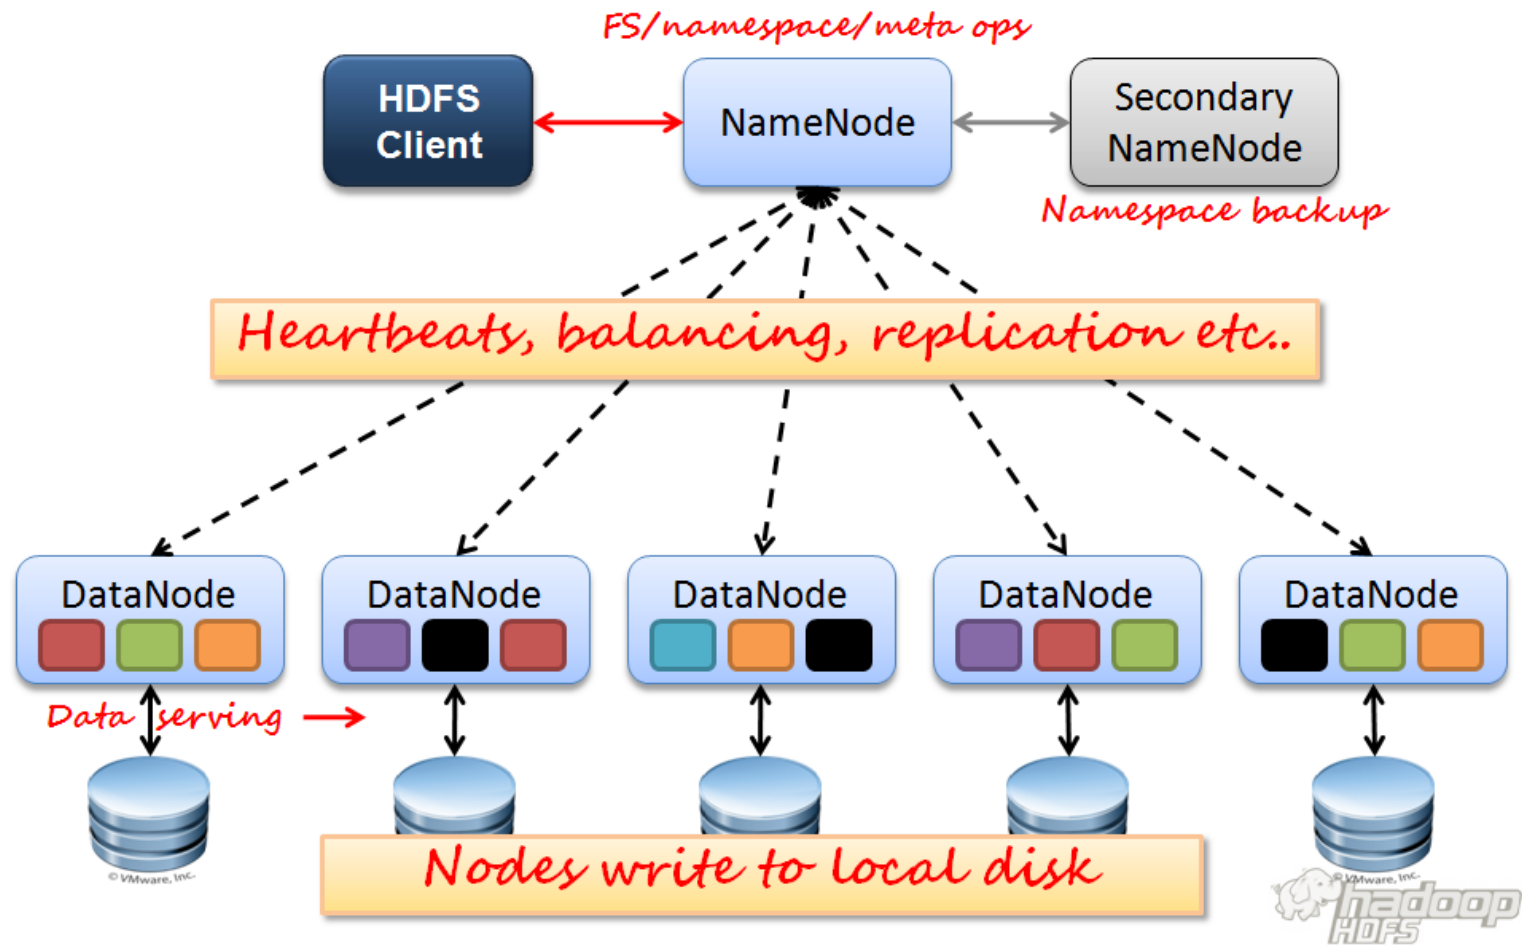 FS/namespace/meta ops
HDFS
Client
NameNode
Secondary
NameNode
Namespace backup
Heartbeats, balancing, replication etc..
DataNode
DataNode
DataNode
DataNode
DataNode
Data serving
© VMware, Inc.
Nodes write to local disk
© VMware, Inc.
hadoop
HDFS